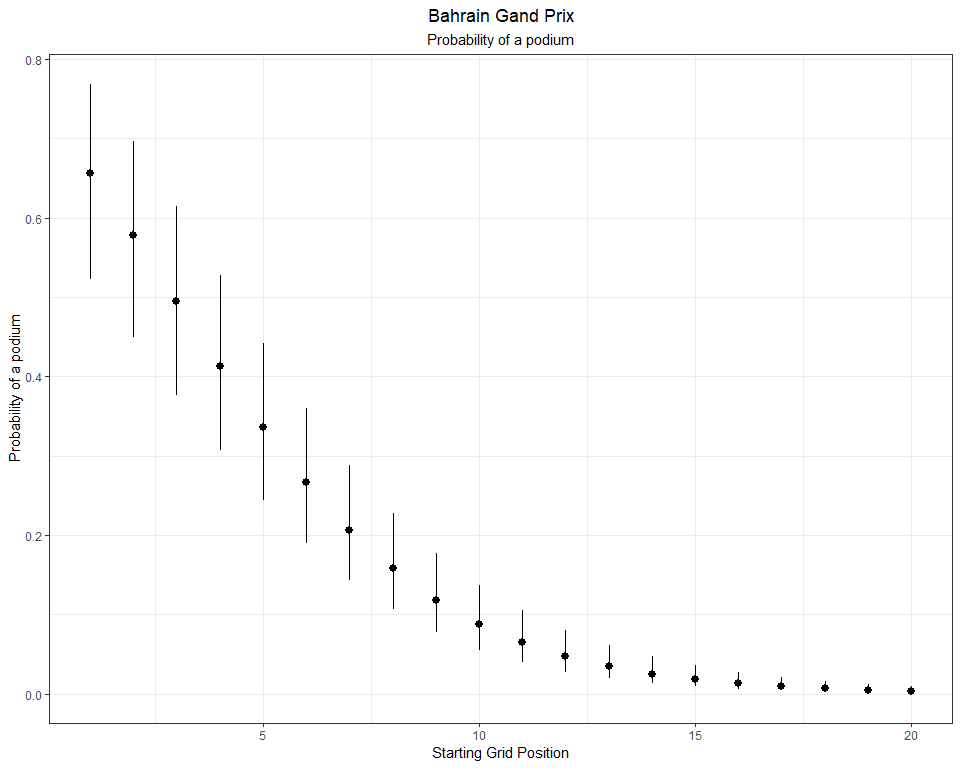 Bahrain Gand Prix
Probability of a podium
Probability of a podium
0.8
0.6
0.4
0.2
0.0
5 10 15 20
Starting Grid Position